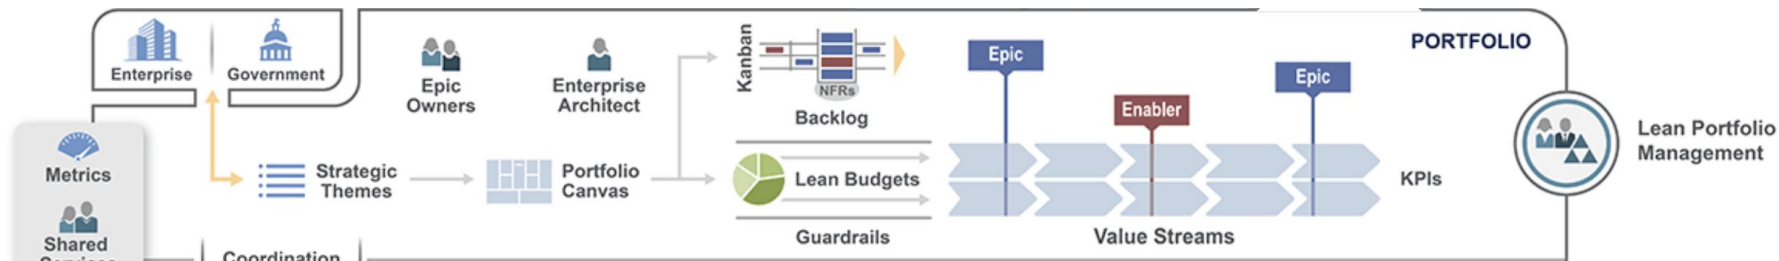 PORTFOLIO
Enterprise
Government
Epic
Owners
Enterprise
Architect
Kanban
NFRs
Backlog
Epic
Enabler
Epic
Lean Portfolio
Management
Metrics
Strategic
Themes
Portfolio
Canvas
Lean Budgets
KPIs
Guardrails
Value Streams
Shared
Services
Coordination